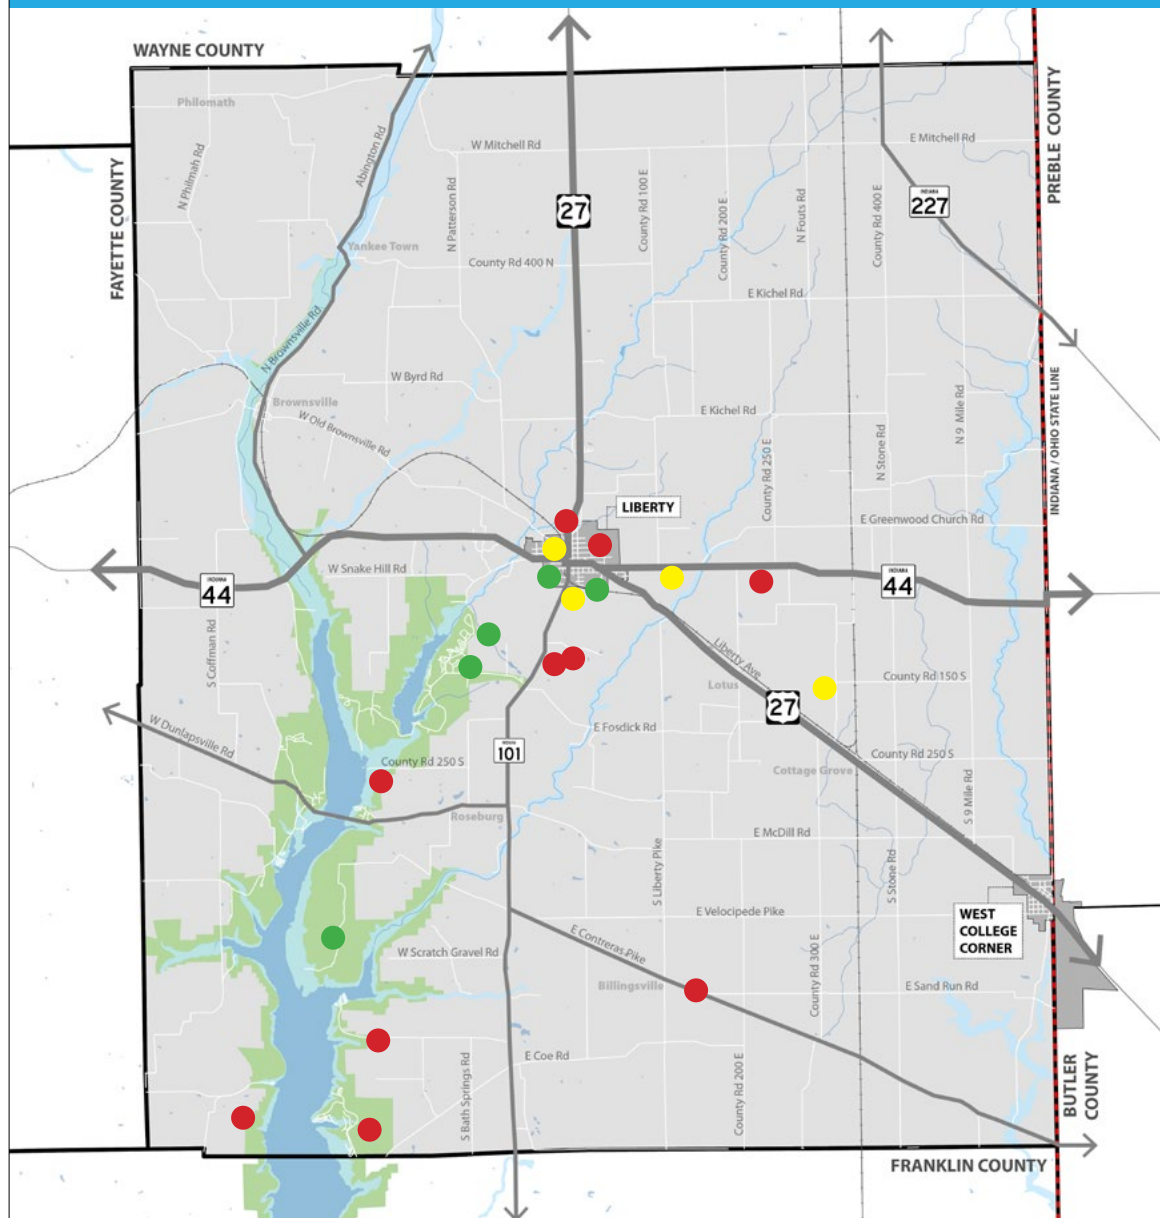 WAYNE COUNTY
Philomath
N Philmah Rd
Abington Rd
W Mitchell Rd
E Mitchell Rd
PREBLE COUNTY
FAYETTE COUNTY
N Patterson Rd
27
County Rd 100 E
County Rd 200 E
N Fouts Rd
County Rd 400 E
INDIANA
227
Yankee Town
County Rd 400 N
E Kichel Rd
N Brownsville Rd
W Byrd Rd
Brownsville
W Old Brownsville Rd
E Kichel Rd
N 9 Mile Rd
INDIANA / OHIO STATE LINE
County Rd 250 E
N Stone Rd
LIBERTY
E Greenwood Church Rd
W Snake Hill Rd
INDIANA
44
INDIANA
44
S Coffman Rd
Liberty Ave
Lotus
County Rd 150 S
W Dunlapsville Rd
27
E Fosdick Rd
INDIANA
101
County Rd 250 S
County Rd 250 S
Cottage Grove
S 9 Mile Rd
Roseburg
E McDill Rd
S Liberty Pike
S Stone Rd
E Velocipede Pike
WEST
COLLEGE
CORNER
E Contreras Pike
W Scratch Gravel Rd
County Rd 300 E
Billingsville
E Sand Run Rd
S Bath Springs Rd
E Coe Rd
County Rd 200 E
BUTLER
COUNTY
FRANKLIN COUNTY